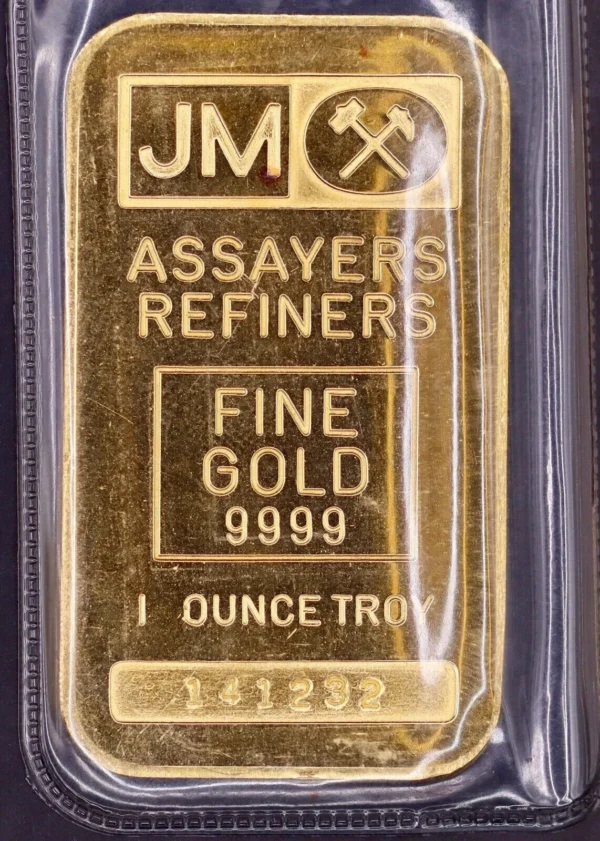 JM
ASSAYERS
REFINERS
FINE
GOLD
9999
1 OUNCE TROY
141232